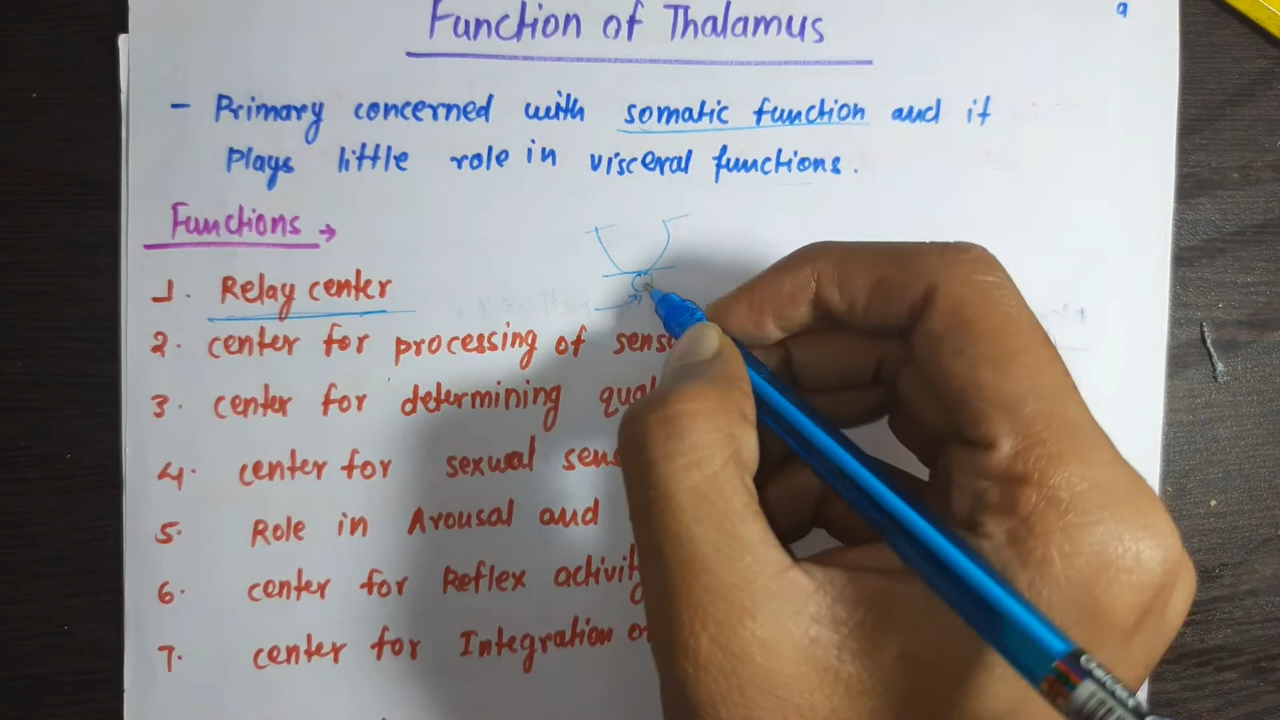 Function of Thalamus
9
- Primary concerned with somatic function and it
Plays little role in visceral functions.
Functions →
1. Relay center
2. center for processing of
3. center for determining
4. center for sexual
5. Role in Arousal and
6. center for Reflex
7. center for Integration